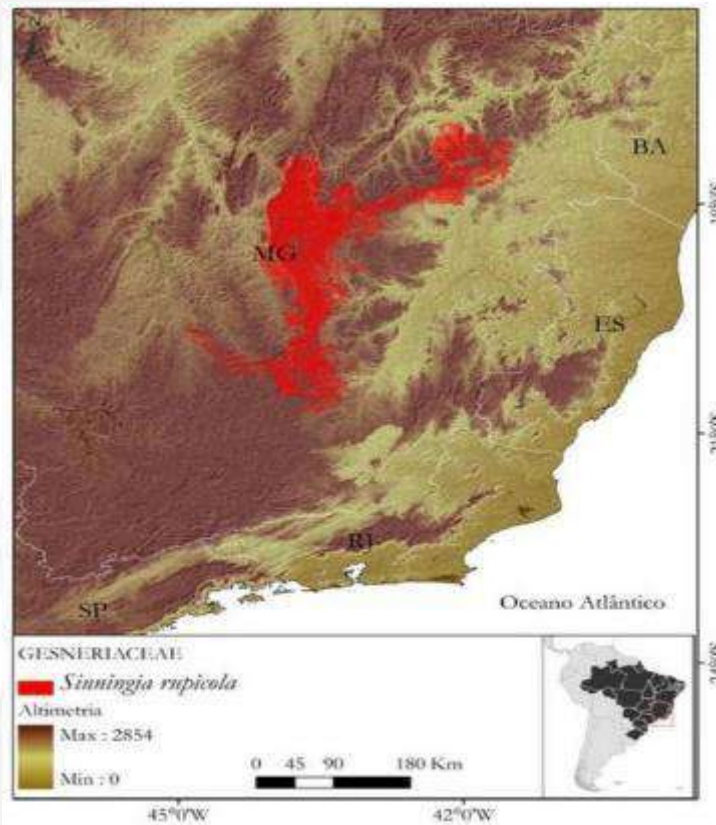 BA
MG
ES
RJ
SP
Oceano Atlântico
GESNERIACEAE
Sinningia rupicola
Altimetria
Max : 2854
Min : 0
0 45 90 180 Km
45°0'W 42°0'W